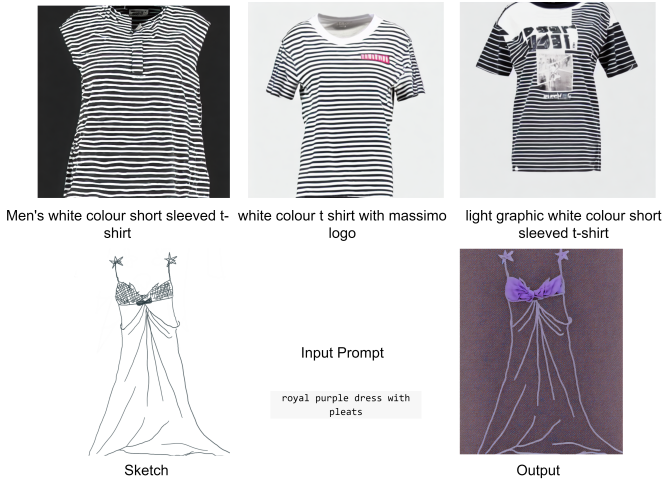 Men's white colour short sleeved t-
shirt
white colour t shirt with massimo
logo
light graphic white colour short
sleeved t-shirt
Input Prompt
royal purple dress with
pleats
Sketch
Output